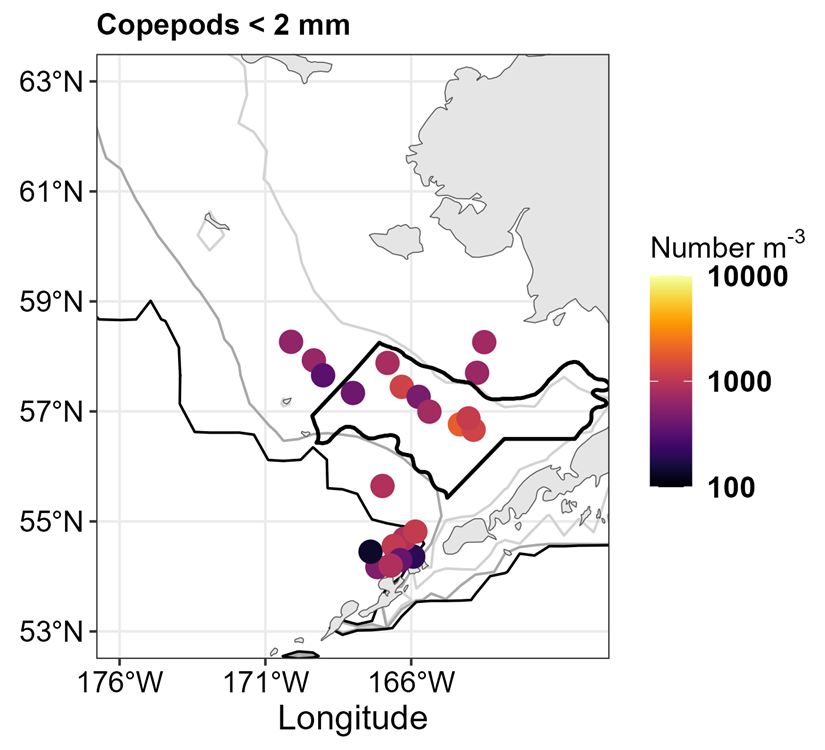 Copepods < 2 mm
63°N
61°N
59°N
57°N
55°N
53°N
176°W 171°W 166°W
Longitude
Number m⁻³
10000
1000
100